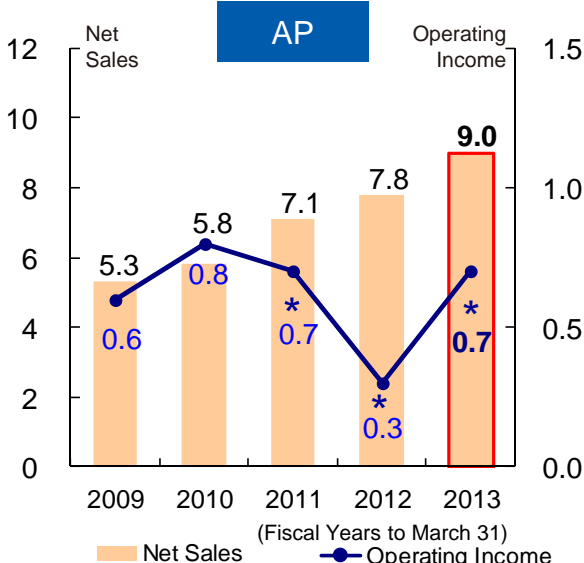 AP
Net
Sales
Operating
Income
12
10
8
6
4
2
0
1.5
1.0
0.5
0.0
5.3
5.8
7.1
7.8
9.0
0.6
0.8
*
0.7
*
0.3
*
0.7
2009 2010 2011 2012 2013
(Fiscal Years to March 31)
Net Sales
Operating Income